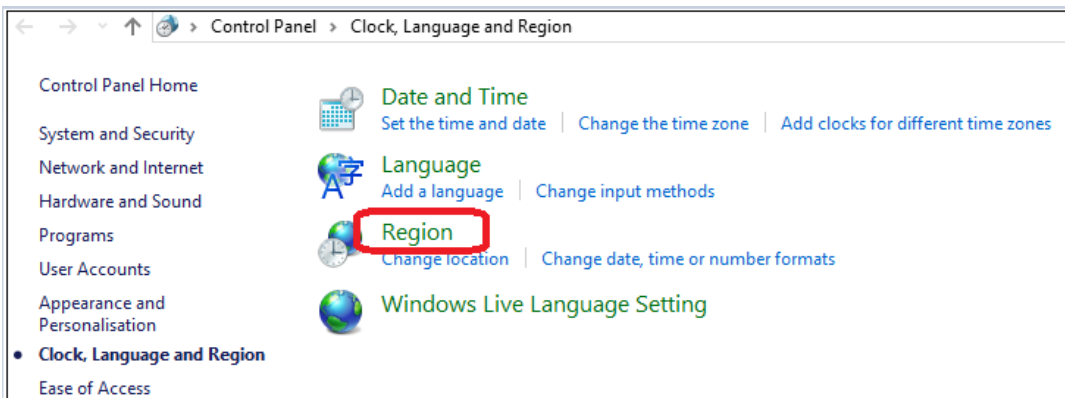 Control Panel > Clock, Language and Region
Control Panel Home
System and Security
Network and Internet
Hardware and Sound
Programs
User Accounts
Appearance and
Personalisation
Clock, Language and Region
Ease of Access
Date and Time
Set the time and date | Change the time zone | Add clocks for different time zones
Language
Add a language | Change input methods
Region
Change location | Change date, time or number formats
Windows Live Language Setting